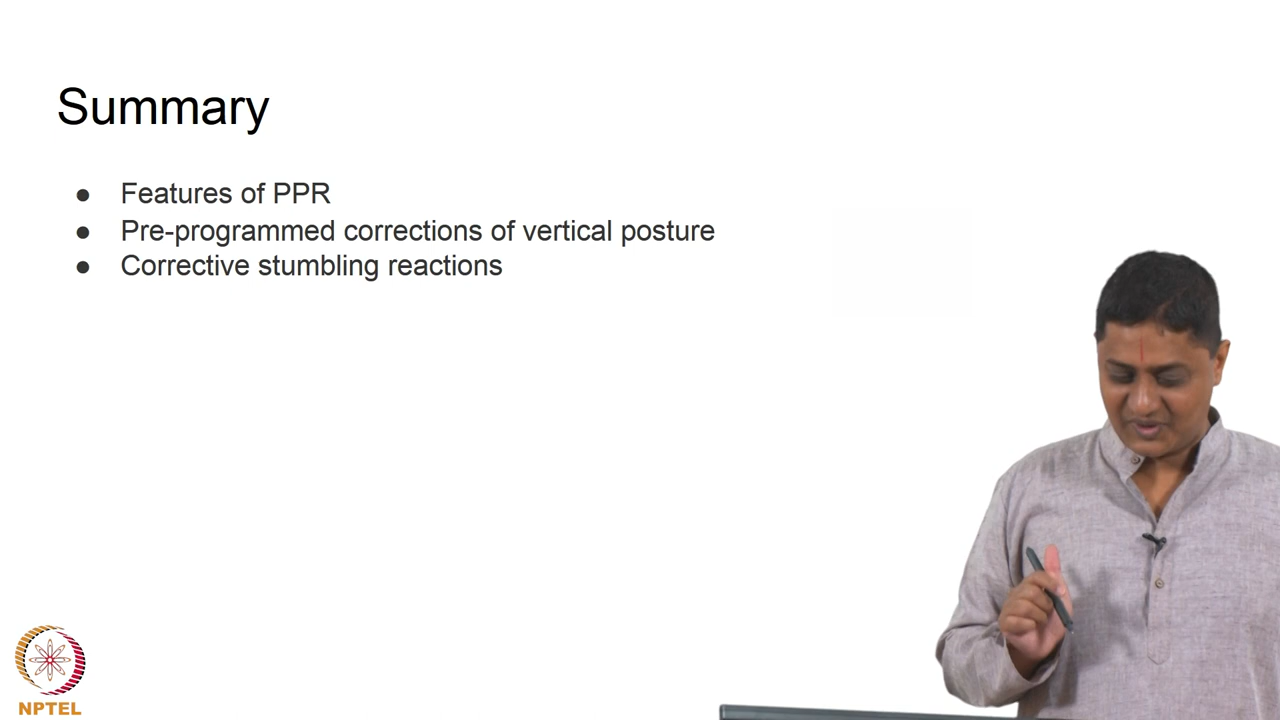 Summary
● Features of PPR
● Pre-programmed corrections of vertical posture
● Corrective stumbling reactions
NPTEL